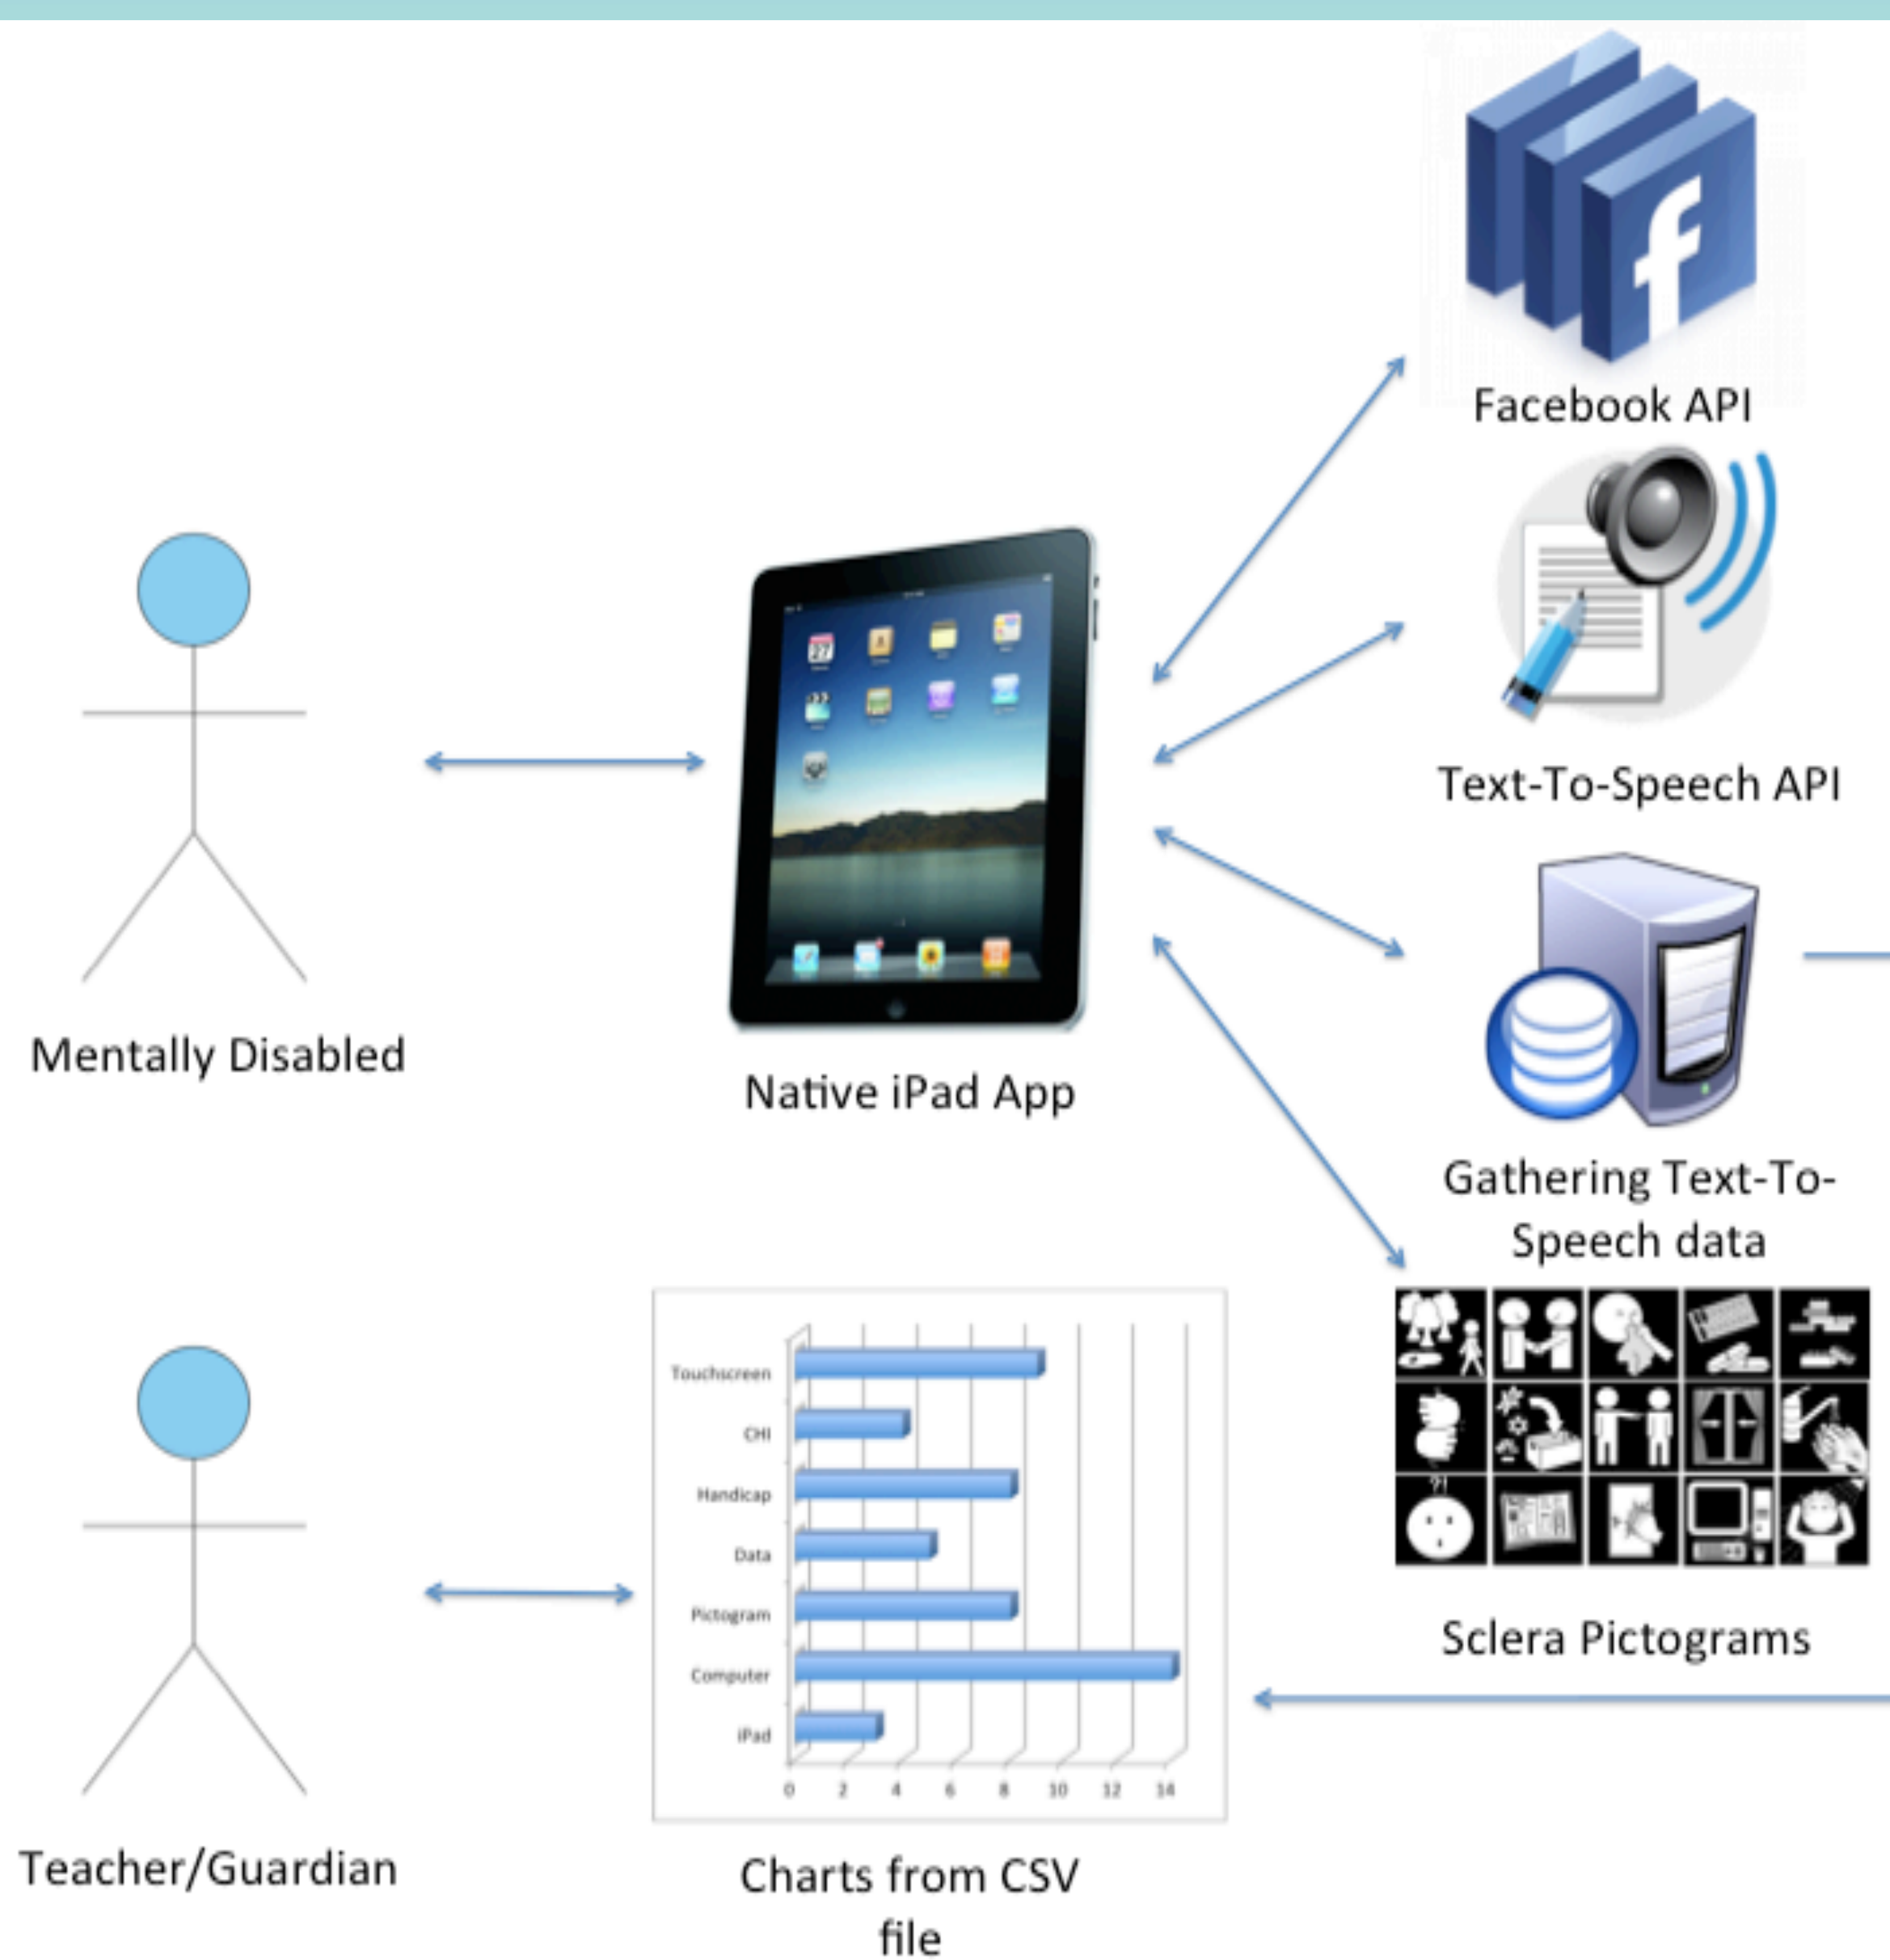 f
Facebook API
Text-To-Speech API
Mentally Disabled
27
Native iPad App
Gathering Text-To-
Speech data
?!
Touchscreen
CHI
Handicap
Data
Pictogram
Computer
iPad
0 2 4 6 8 10 12 14
Sclera Pictograms
Teacher/Guardian
Charts from CSV
file